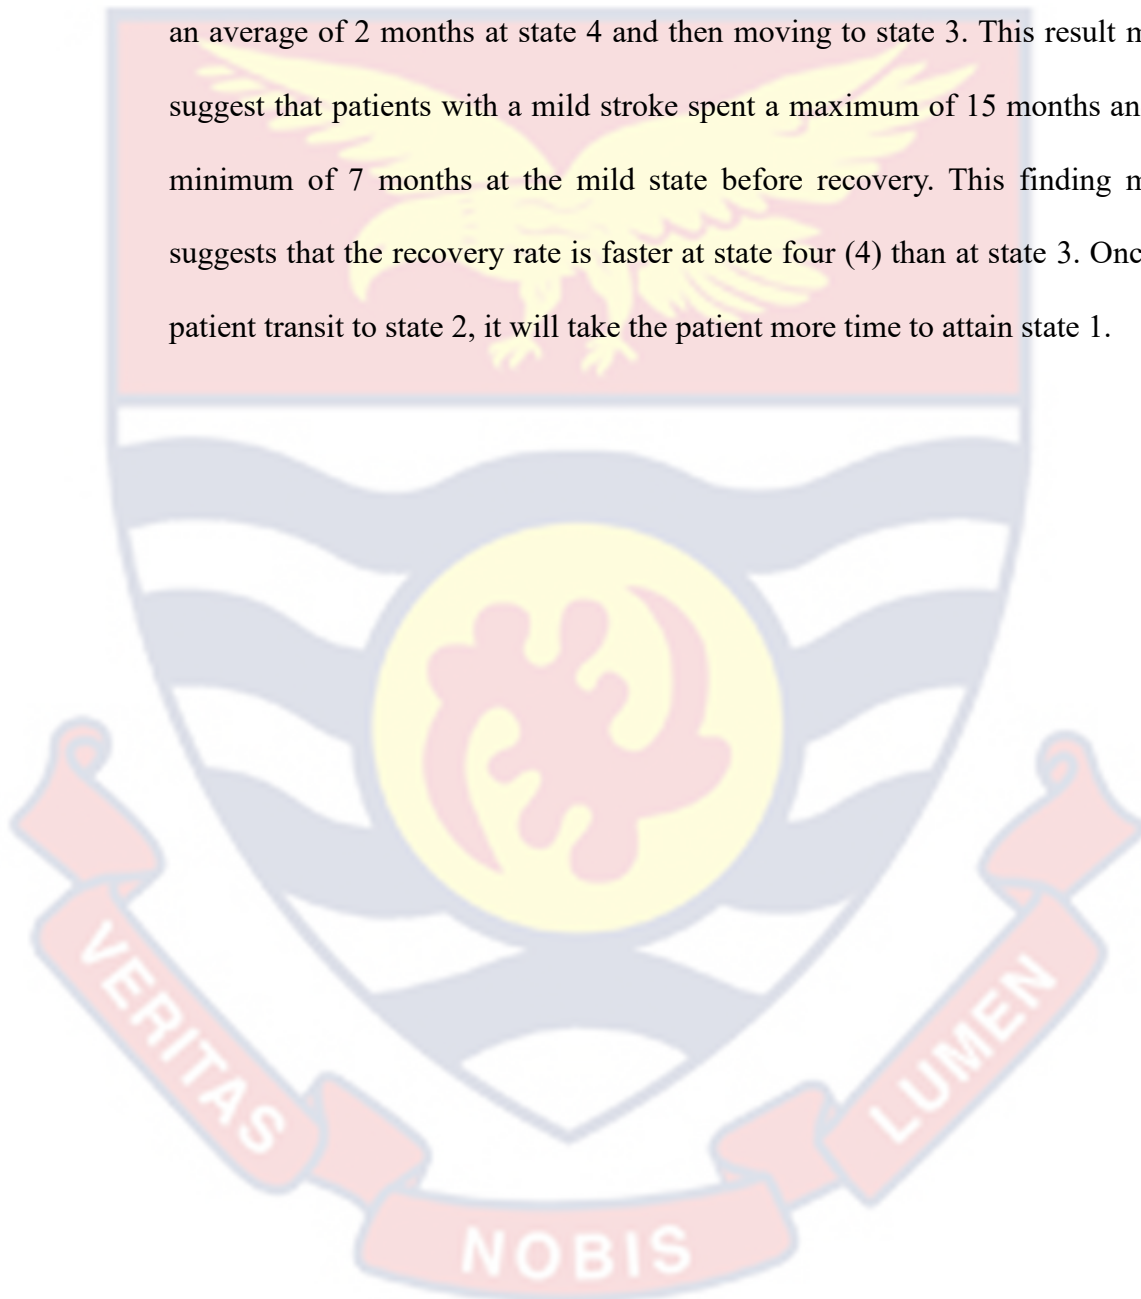 an average of 2 months at state 4 and then moving to state 3. This result m
suggest that patients with a mild stroke spent a maximum of 15 months an
minimum of 7 months at the mild state before recovery. This finding m
suggests that the recovery rate is faster at state four (4) than at state 3. Onc
patient transit to state 2, it will take the patient more time to attain state 1.
VERITAS
NOBIS
LUMEN